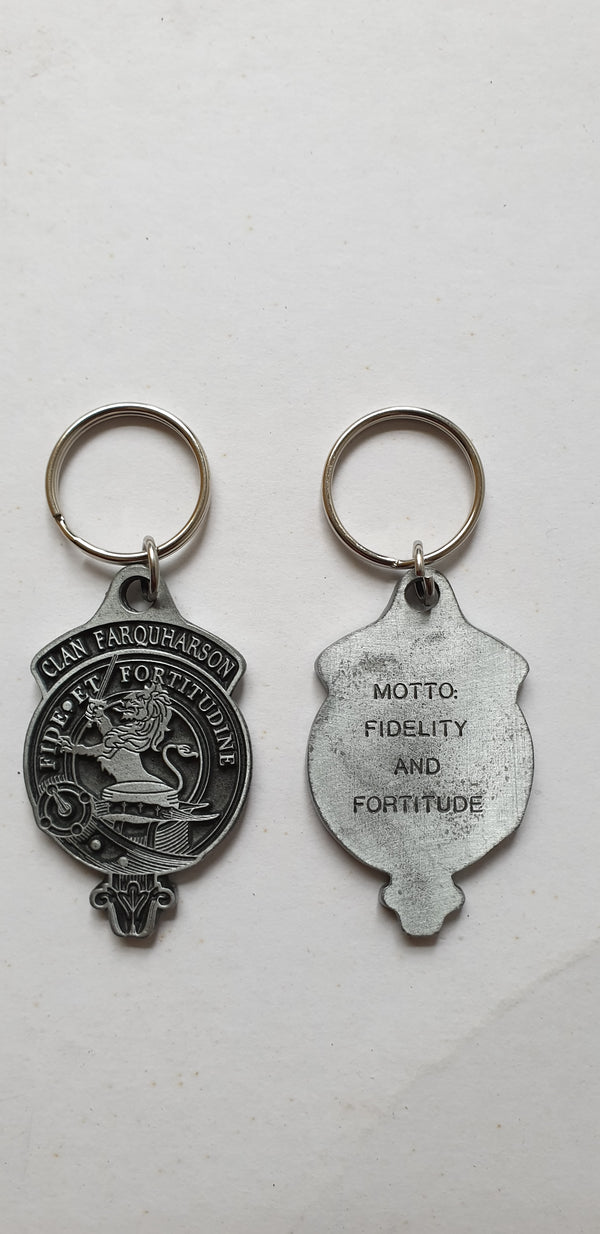 CLAN FARQUHARSON
FIDE•ET FORTITUDINE
MOTTO:
FIDELITY
AND
FORTITUDE